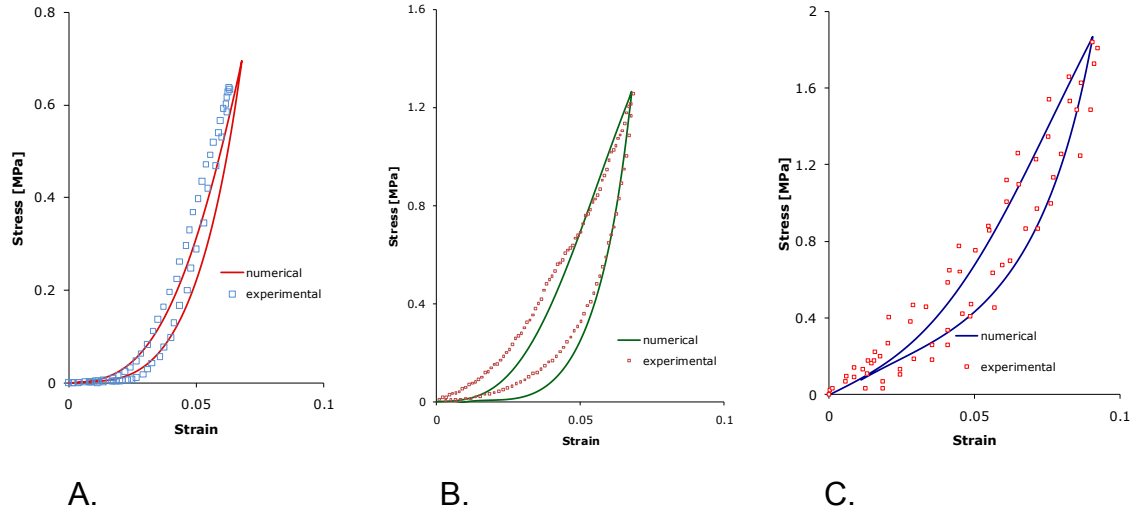 0.8
0.6
0.4
0.2
0
0
0.05
0.1
Stress [MPa]
Strain
numerical
experimental
A.
1.6
1.2
0.8
0.4
0
0
0.05
0.1
Stress [MPa]
Strain
numerical
experimental
B.
2
1.6
1.2
0.8
0.4
0
0
0.05
0.1
Stress [MPa]
Strain
numerical
experimental
C.